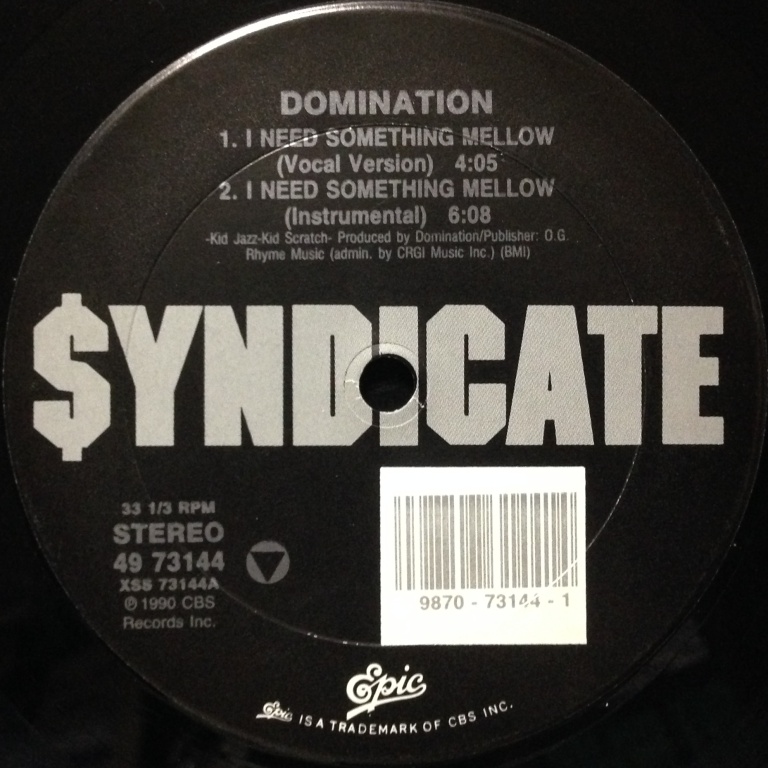 DOMINATION
1. I NEED SOMETHING MELLOW
(Vocal Version) 4:05
2. I NEED SOMETHING MELLOW
(Instrumental) 6:08
-Kid Jazz-Kid Scratch- Produced by Domination/Publisher: O.G.
Rhyme Music (admin. by CRGI Music Inc.) (BMI)
$YNDICATE
33 1/3 RPM
STEREO
49 73144
XSS 73144A
℗ 1990 CBS
Records Inc.
9870 - 73144 - 1
Epic
Epic IS A TRADEMARK OF CBS INC.